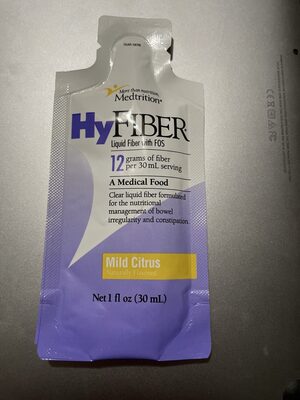 TEAR HERE
More than nutrition.
Medtrition®
HyFIBER®
Liquid Fiber with FOS
12 grams of fiber
per 30 mL serving
A Medical Food
Clear liquid fiber formulated
for the nutritional
management of bowel
irregularity and constipation.
Mild Citrus
Naturally Flavored
Net 1 fl oz (30 mL)